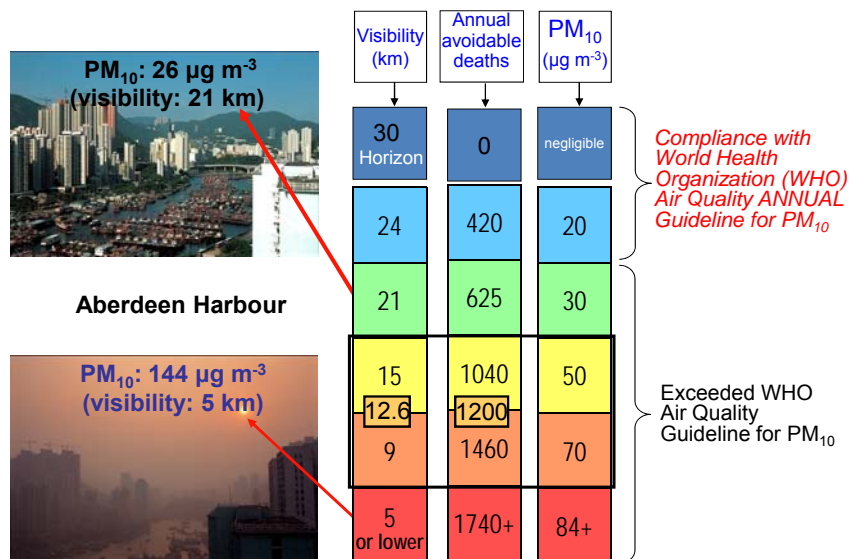 PM₁₀: 26 µg m⁻³
(visibility: 21 km)
Aberdeen Harbour
PM₁₀: 144 µg m⁻³
(visibility: 5 km)
Visibility
(km)
Annual
avoidable
deaths
PM₁₀
(µg m⁻³)
30
Horizon
0
negligible
24
420
20
21
625
30
15
1040
50
12.6
1200
9
1460
70
5
or lower
1740+
84+
Compliance with
World Health
Organization (WHO)
Air Quality ANNUAL
Guideline for PM₁₀
Exceeded WHO
Air Quality
Guideline for PM₁₀